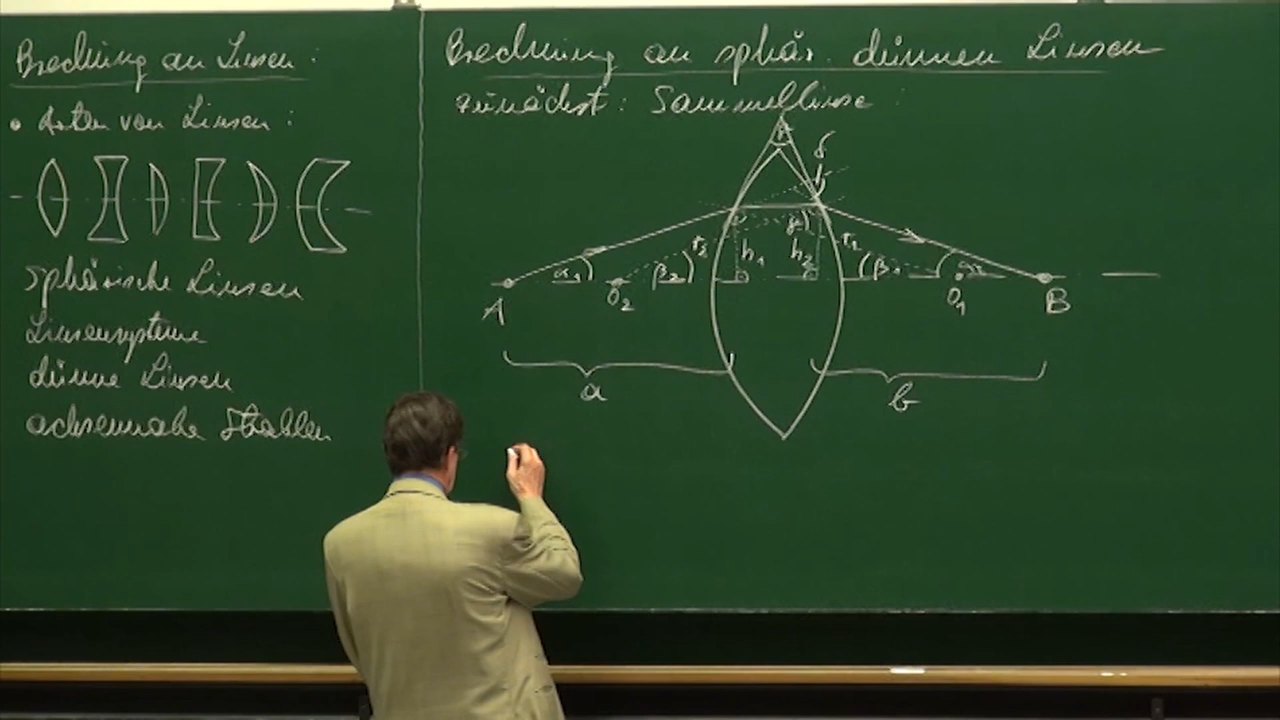 Brechung an Linsen:
• Arten von Linsen:
sphärische Linsen
Linsensysteme
dünne Linsen
achsennahe Strahlen
Brechung an sphär. dünnen Linsen
zunächst: Sammellinse:
γ δ
r₂ γ r₁
α₁ β₂ h₁ h₂ β₁ α₂
A O₂ O₁ B
a b